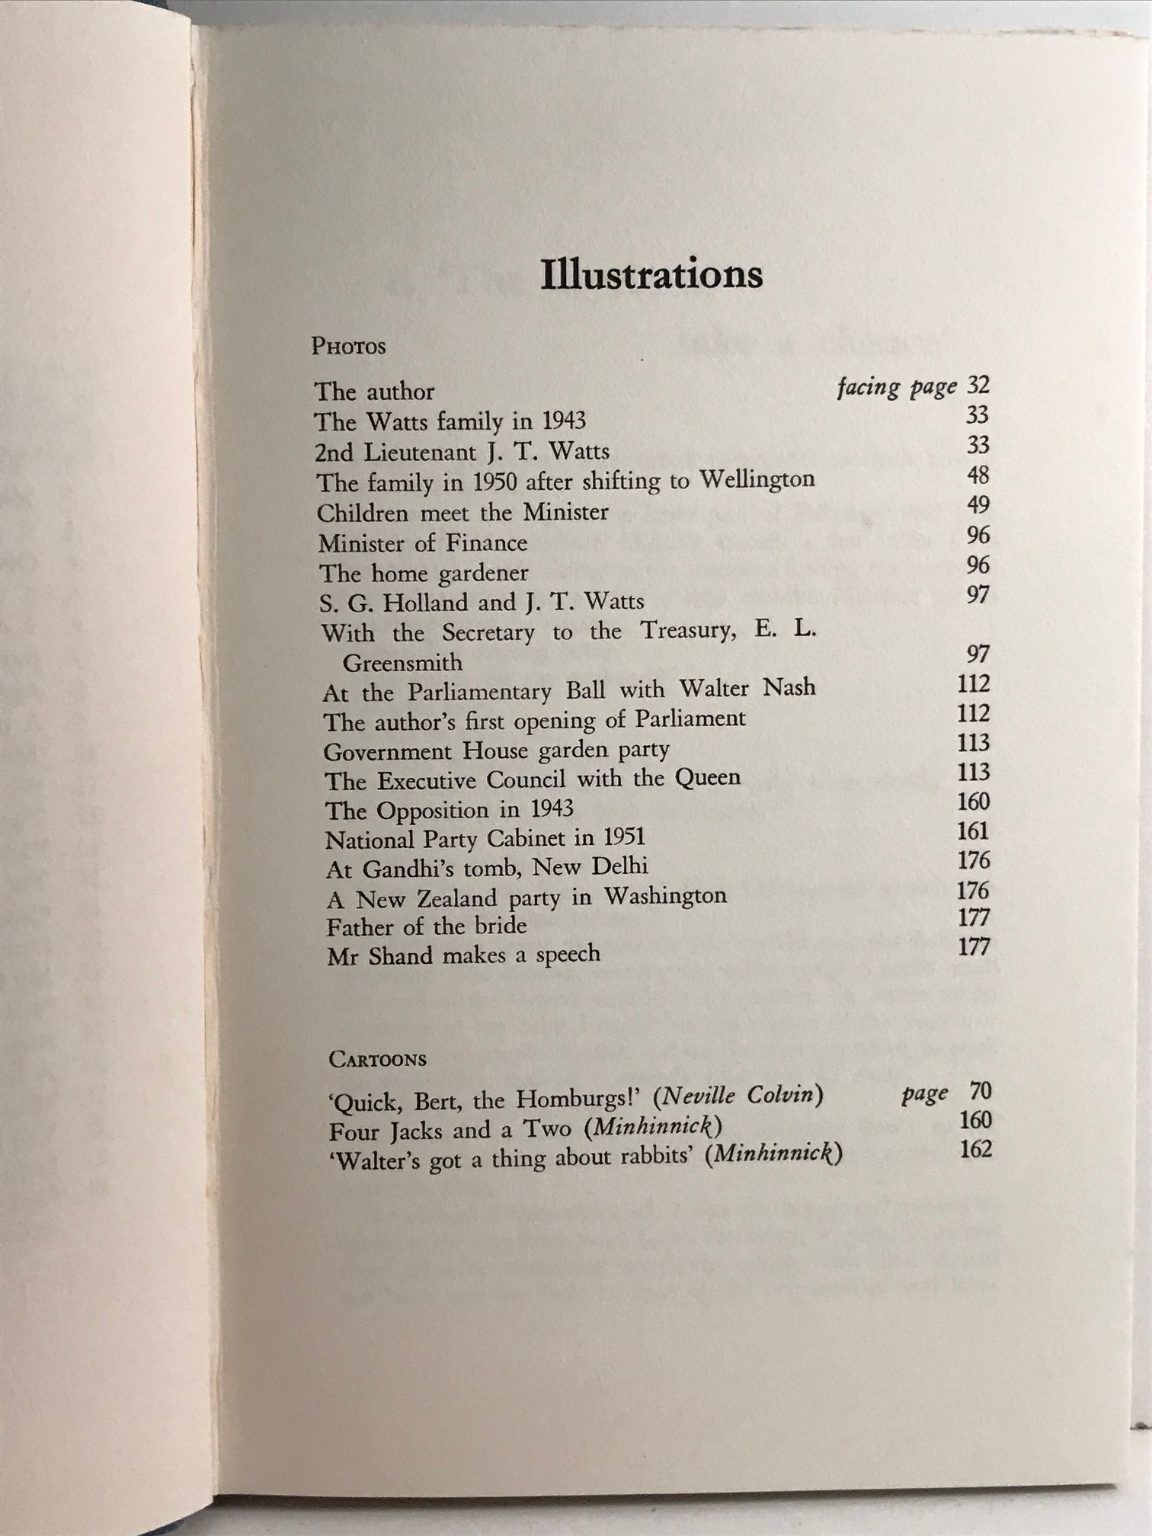 Illustrations
PHOTOS
The author facing page 32
The Watts family in 1943 33
2nd Lieutenant J. T. Watts 33
The family in 1950 after shifting to Wellington 48
Children meet the Minister 49
Minister of Finance 96
The home gardener 96
S. G. Holland and J. T. Watts 97
With the Secretary to the Treasury, E. L.
Greensmith 97
At the Parliamentary Ball with Walter Nash 112
The author's first opening of Parliament 112
Government House garden party 113
The Executive Council with the Queen 113
The Opposition in 1943 160
National Party Cabinet in 1951 161
At Gandhi's tomb, New Delhi 176
A New Zealand party in Washington 176
Father of the bride 177
Mr Shand makes a speech 177
CARTOONS
‘Quick, Bert, the Homburgs!’ (Neville Colvin) page 70
Four Jacks and a Two (Minhinnick) 160
‘Walter's got a thing about rabbits’ (Minhinnick) 162